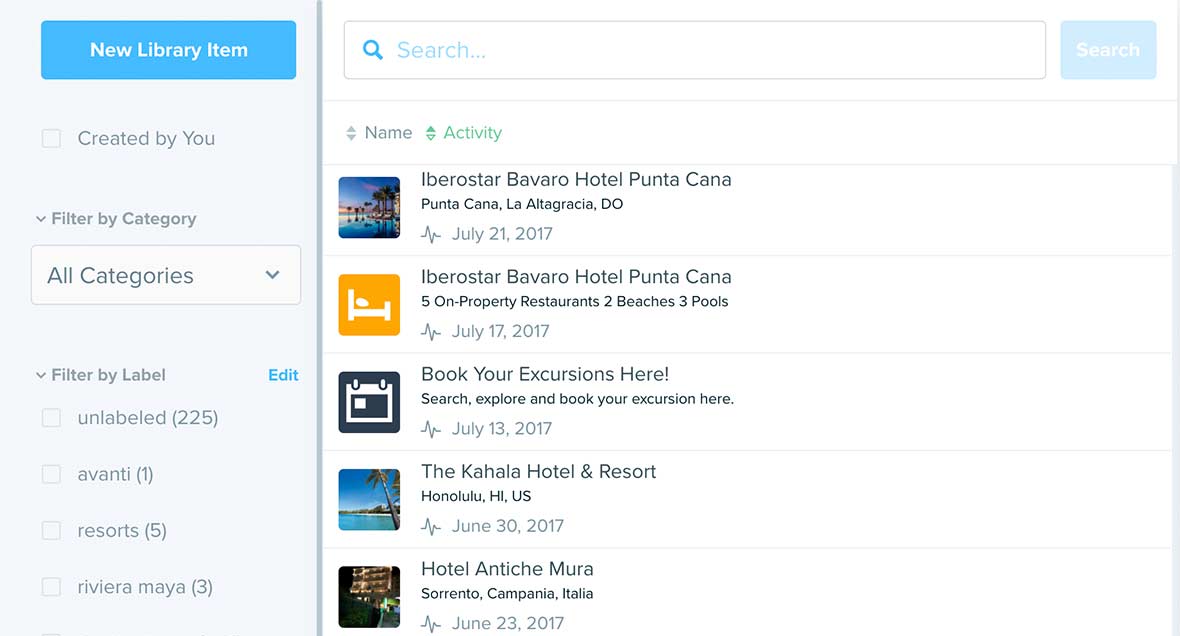 New Library Item
Created by You
Filter by Category
All Categories
Filter by Label
Edit
unlabeled (225)
avanti (1)
resorts (5)
riviera maya (3)
Search...
Search
Name
Activity
Iberostar Bavaro Hotel Punta Cana
Punta Cana, La Altagracia, DO
July 21, 2017
Iberostar Bavaro Hotel Punta Cana
5 On-Property Restaurants 2 Beaches 3 Pools
July 17, 2017
Book Your Excursions Here!
Search, explore and book your excursion here.
July 13, 2017
The Kahala Hotel & Resort
Honolulu, HI, US
June 30, 2017
Hotel Antiche Mura
Sorrento, Campania, Italia
June 23, 2017